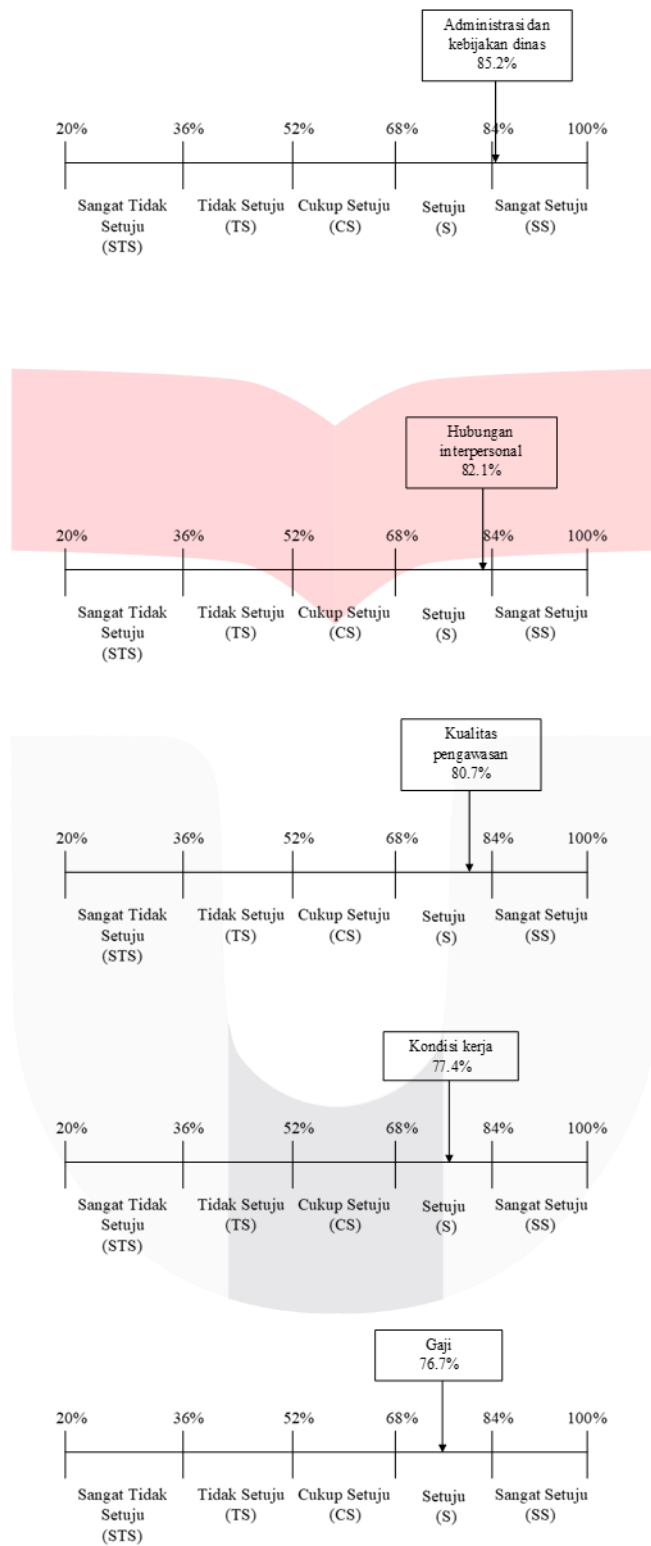 Administrasi dan
kebijakan dinas
85.2%
20% 36% 52% 68% 84% 100%
Sangat Tidak Tidak Setuju Cukup Setuju Setuju Sangat Setuju
Setuju (TS) (CS) (S) (SS)
(STS)
Hubungan
interpersonal
82.1%
20% 36% 52% 68% 84% 100%
Sangat Tidak Tidak Setuju Cukup Setuju Setuju Sangat Setuju
Setuju (TS) (CS) (S) (SS)
(STS)
Kualitas
pengawasan
80.7%
20% 36% 52% 68% 84% 100%
Sangat Tidak Tidak Setuju Cukup Setuju Setuju Sangat Setuju
Setuju (TS) (CS) (S) (SS)
(STS)
Kondisi kerja
77.4%
20% 36% 52% 68% 84% 100%
Sangat Tidak Tidak Setuju Cukup Setuju Setuju Sangat Setuju
Setuju (TS) (CS) (S) (SS)
(STS)
Gaji
76.7%
20% 36% 52% 68% 84% 100%
Sangat Tidak Tidak Setuju Cukup Setuju Setuju Sangat Setuju
Setuju (TS) (CS) (S) (SS)
(STS)